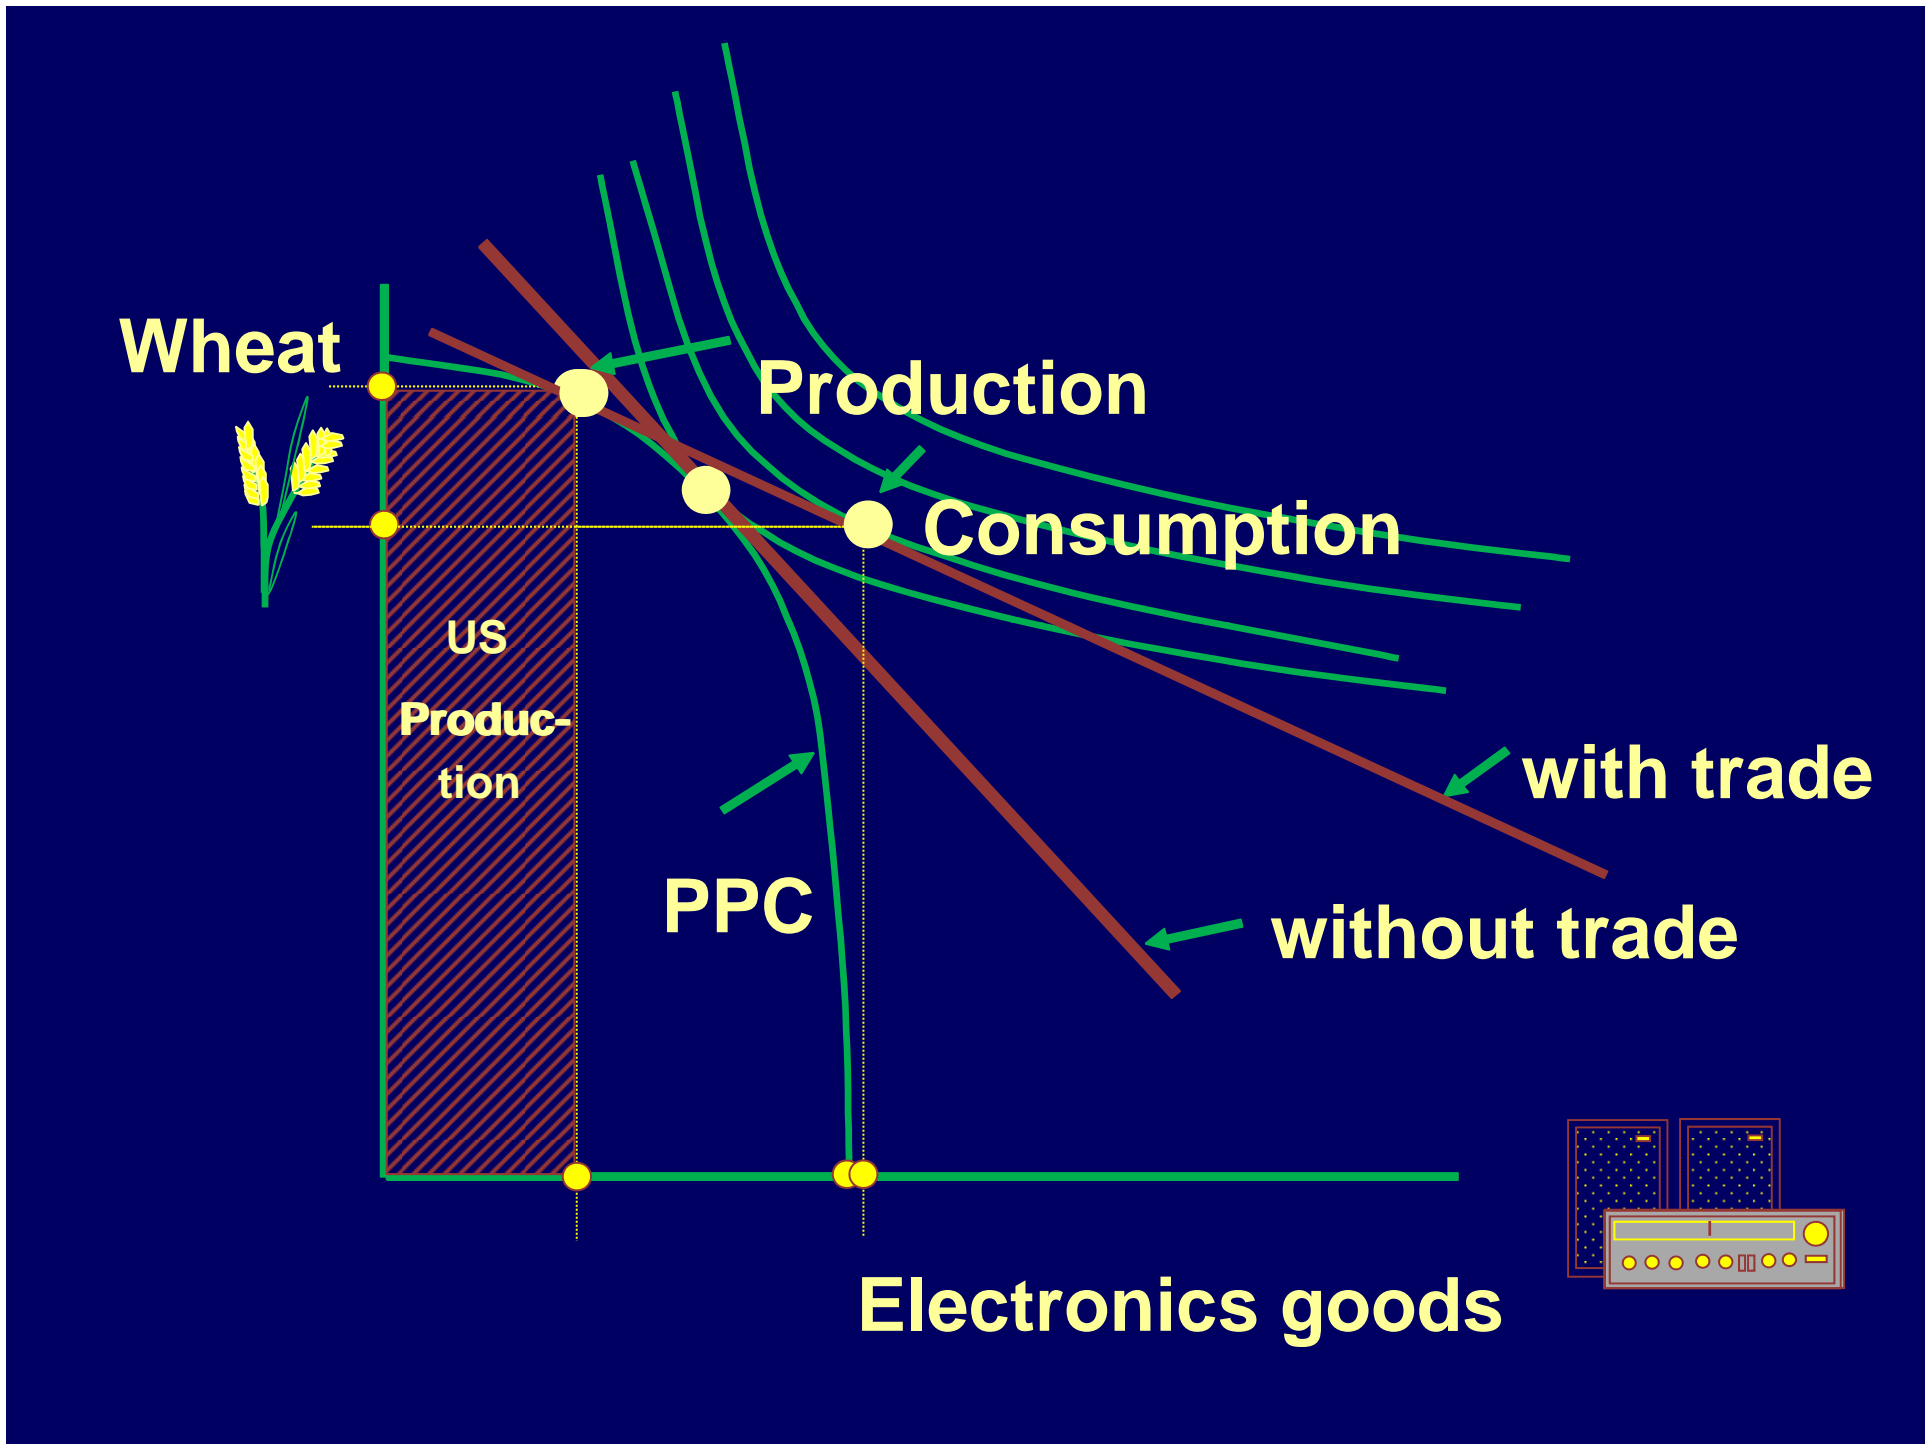 Wheat
Production
Consumption
US
Produc-
tion
with trade
PPC
without trade
Electronics goods